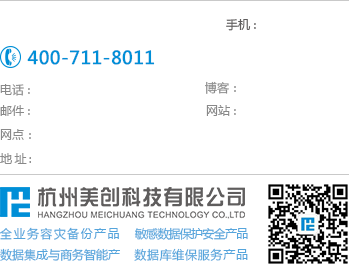 手机：
400-711-8011
电话： 博客：
邮件： 网站：
网点：
地 址：
杭州美创科技有限公司
HANGZHOU MEICHUANG TECHNOLOGY CO.,LTD
全业务容灾备份产品 敏感数据保护安全产品
数据集成与商务智能产 数据库维保服务产品